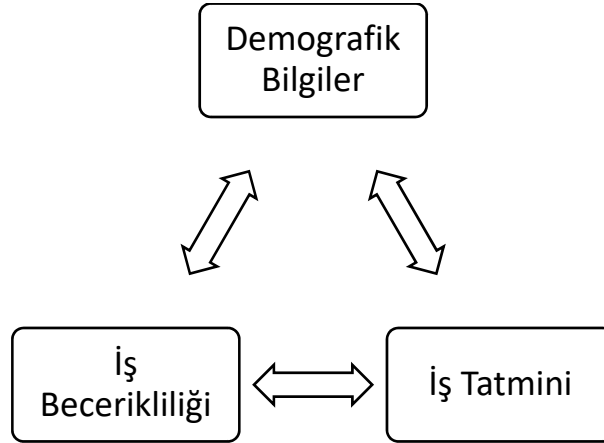 Demografik
Bilgiler
İş
Becerikliliği
İş Tatmini